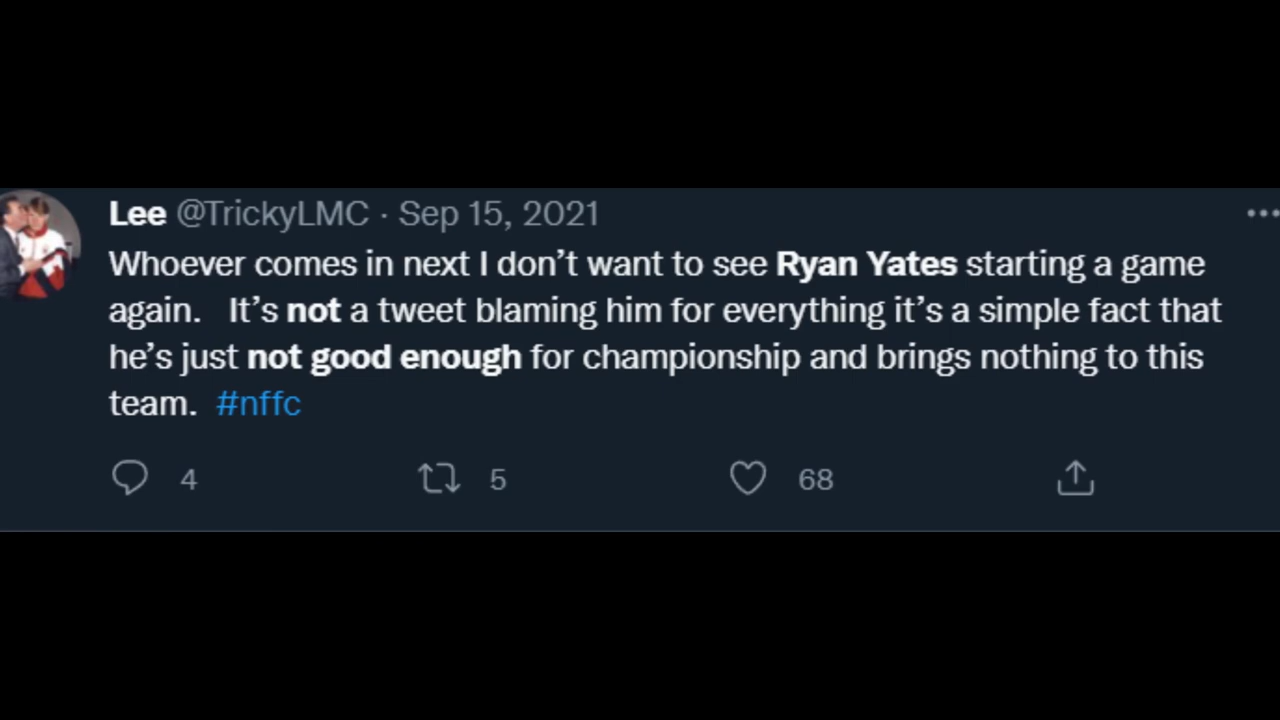 Lee @TrickyLMC · Sep 15, 2021
Whoever comes in next I don’t want to see Ryan Yates starting a game
again.   It’s not a tweet blaming him for everything it’s a simple fact that
he’s just not good enough for championship and brings nothing to this
team.  #nffc
4 5 68